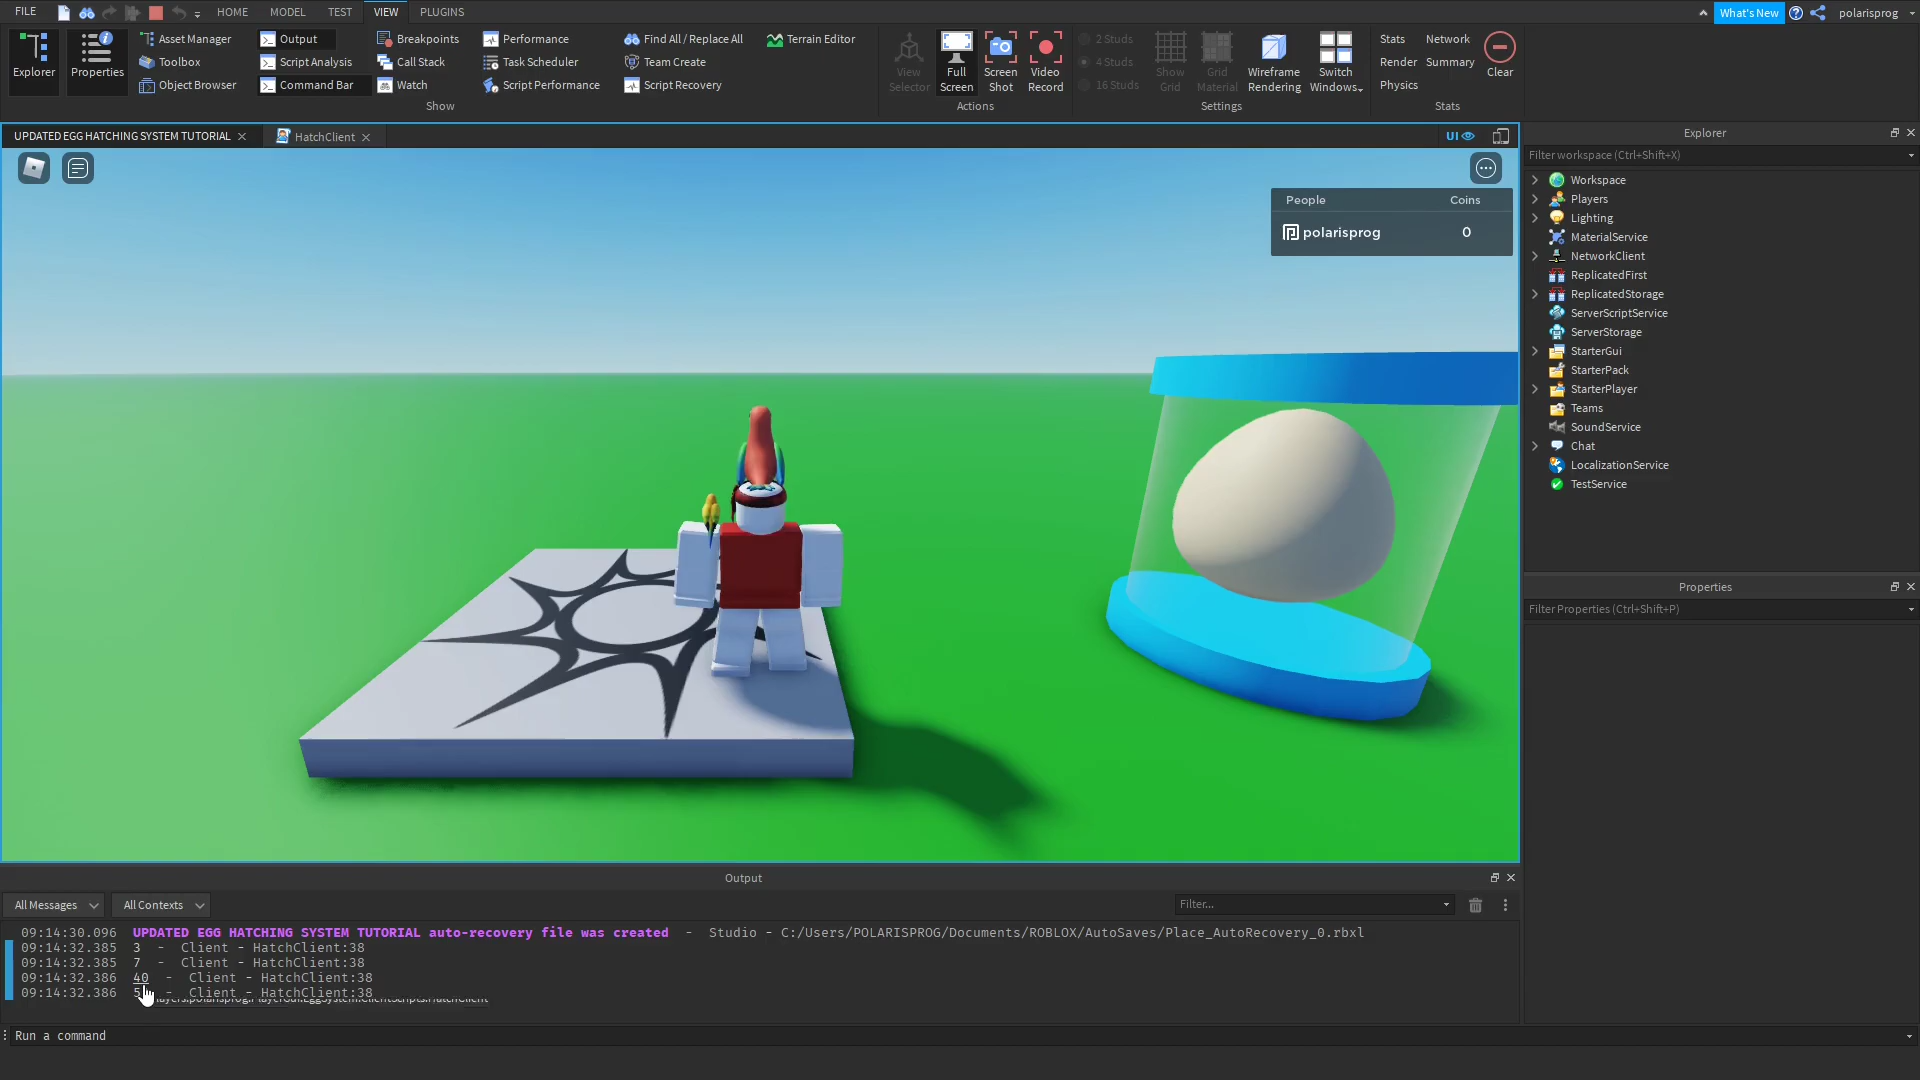 FILE HOME MODEL TEST VIEW PLUGINS What's New polarisprog
Explorer
Properties
Asset Manager
Toolbox
Object Browser
Output
Script Analysis
Command Bar
Breakpoints
Call Stack
Watch
Performance
Task Scheduler
Script Performance
Find All / Replace All
Team Create
Script Recovery
Terrain Editor
Show
View
Selector
Full
Screen
Screen
Shot
Video
Record
Actions
2 Studs
4 Studs
16 Studs
Show
Grid
Grid
Material
Wireframe
Rendering
Switch
Windows
Settings
Stats
Render
Physics
Network
Summary
Clear
Stats
UPDATED EGG HATCHING SYSTEM TUTORIAL
HatchClient
UI
People Coins
polarisprog 0
Explorer
Filter workspace (Ctrl+Shift+X)
Workspace
Players
Lighting
MaterialService
NetworkClient
ReplicatedFirst
ReplicatedStorage
ServerScriptService
ServerStorage
StarterGui
StarterPack
StarterPlayer
Teams
SoundService
Chat
LocalizationService
TestService
Properties
Filter Properties (Ctrl+Shift+P)
Output
All Messages All Contexts Filter...
09:14:30.096 UPDATED EGG HATCHING SYSTEM TUTORIAL auto-recovery file was created - Studio - C:/Users/POLARISPROG/Documents/ROBLOX/AutoSaves/Place_AutoRecovery_0.rbxl
09:14:32.385 3 - Client - HatchClient:38
09:14:32.385 7 - Client - HatchClient:38
09:14:32.386 40 - Client - HatchClient:38
09:14:32.386 - Client - HatchClient:38
Run a command